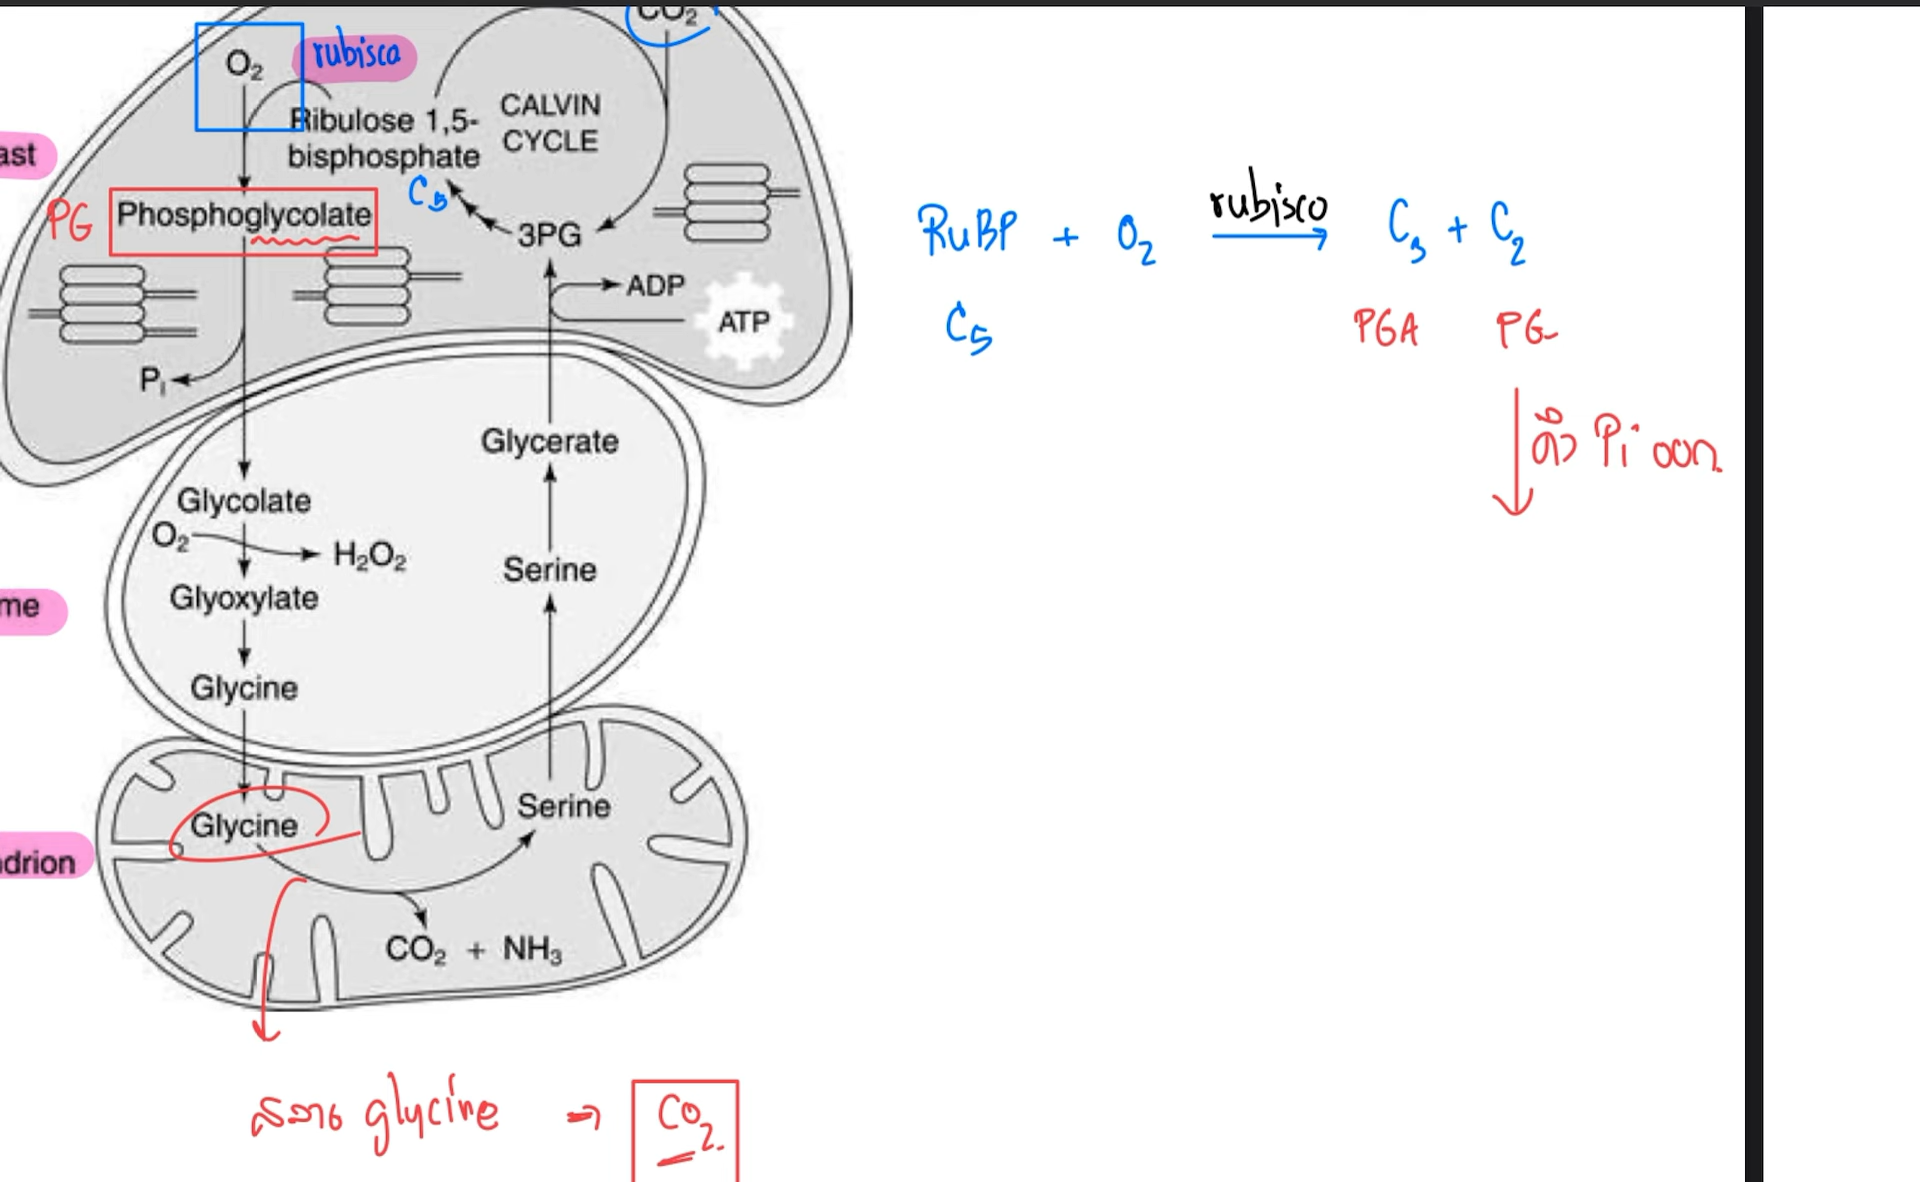 CO₂
O₂ rubisco
Ribulose 1,5-
bisphosphate
CALVIN
CYCLE
ast
C₅
PG Phosphoglycolate
3PG
ADP
ATP
Pᵢ
RuBP + O₂ rubisco → C₃ + C₂
C₅ PGA PG
ดึง Pi ออก
Glycerate
Glycolate
O₂ H₂O₂
Serine
Glyoxylate
me
Glycine
Glycine
Serine
drion
CO₂ + NH₃
สลาย glycine → CO₂